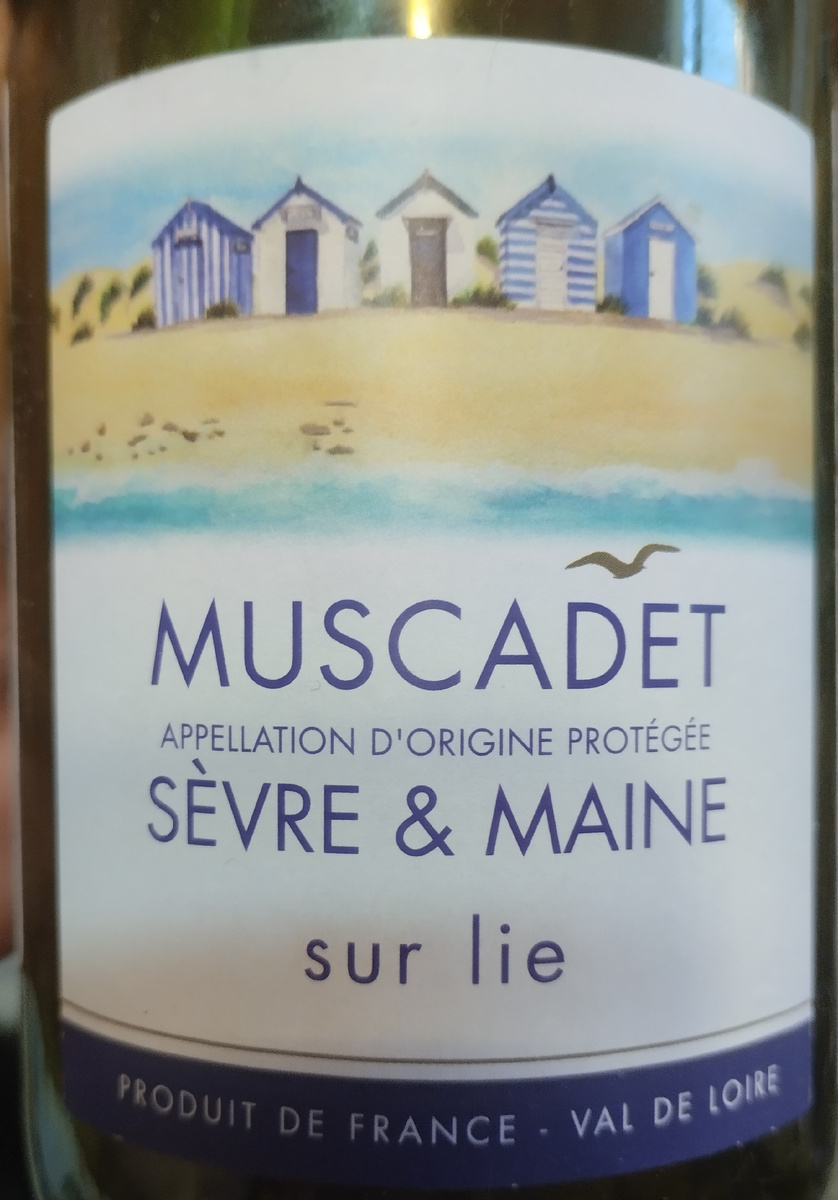 MUSCADET
APPELLATION D'ORIGINE PROTÉGÉE
SÈVRE & MAINE
sur lie
PRODUIT DE FRANCE - VAL DE LOIRE